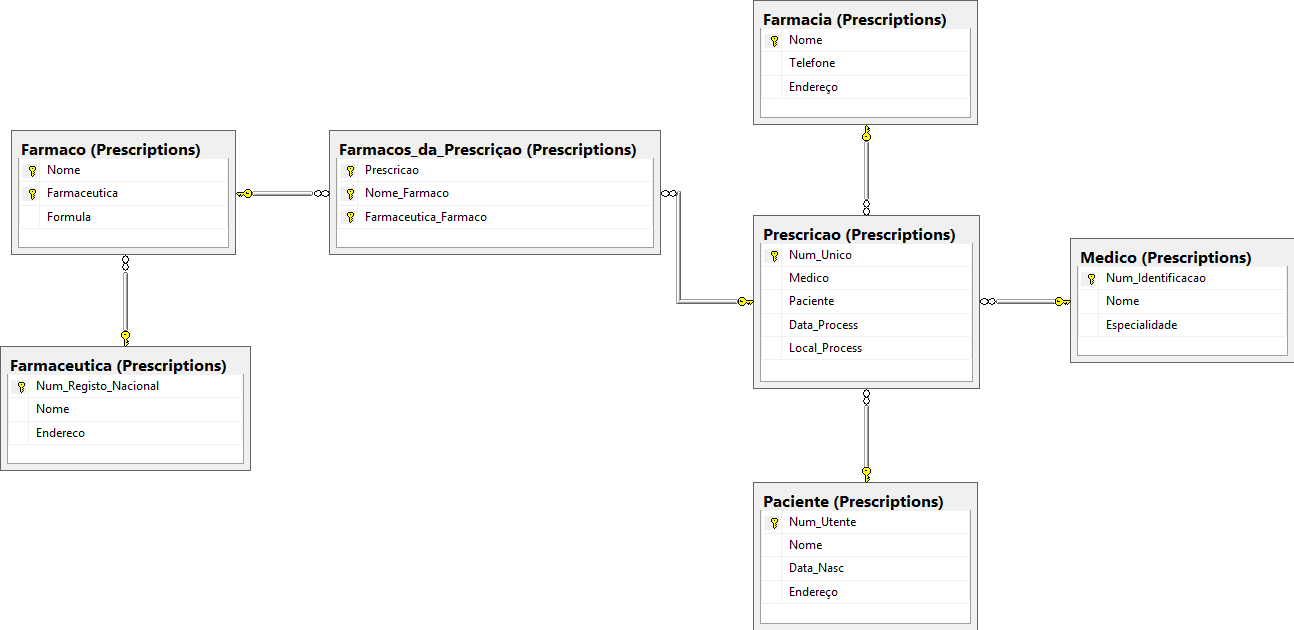 Farmacia (Prescriptions)
Nome
Telefone
Endereço
Farmaco (Prescriptions)
Nome
Farmaceutica
Formula
Farmacos_da_Prescriçao (Prescriptions)
Prescricao
Nome_Farmaco
Farmaceutica_Farmaco
Prescricao (Prescriptions)
Num_Unico
Medico
Paciente
Data_Process
Local_Process
Medico (Prescriptions)
Num_Identificacao
Nome
Especialidade
Farmaceutica (Prescriptions)
Num_Registo_Nacional
Nome
Endereco
Paciente (Prescriptions)
Num_Utente
Nome
Data_Nasc
Endereço